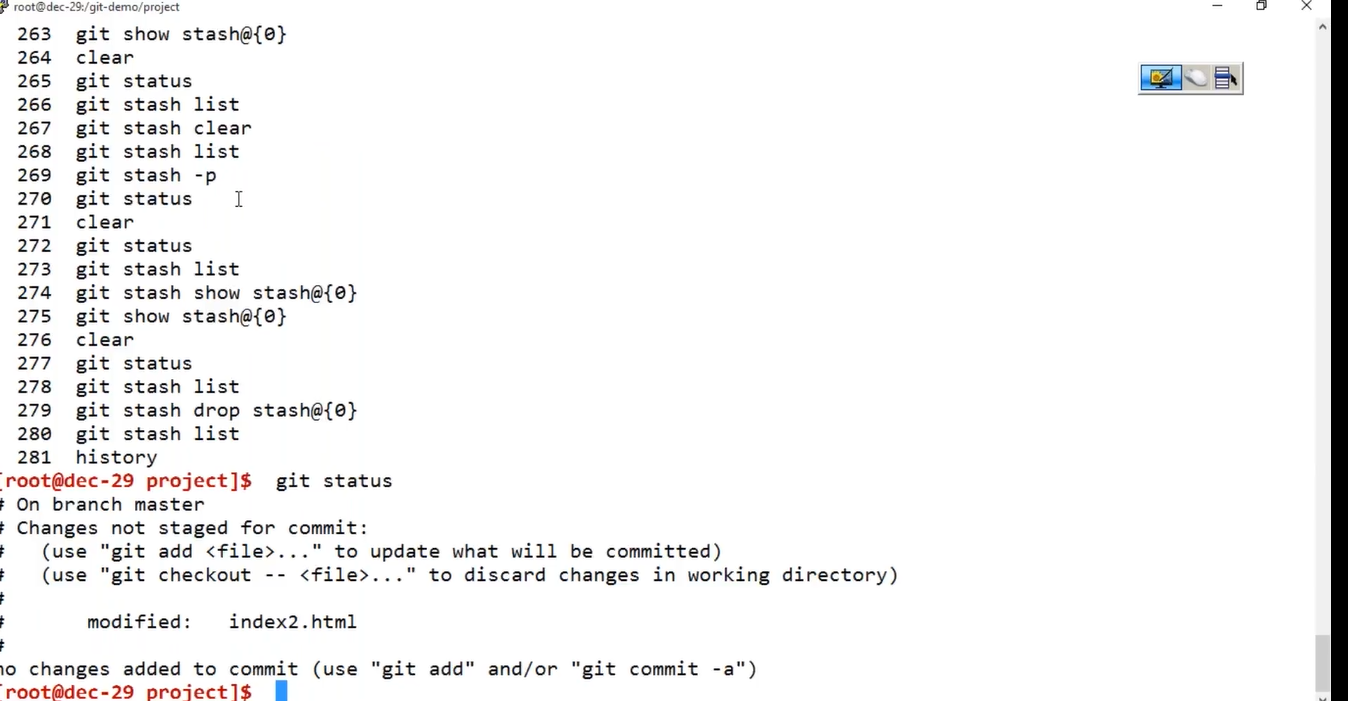 root@dec-29:/git-demo/project
263 git show stash@{0}
264 clear
265 git status
266 git stash list
267 git stash clear
268 git stash list
269 git stash -p
270 git status
271 clear
272 git status
273 git stash list
274 git stash show stash@{0}
275 git show stash@{0}
276 clear
277 git status
278 git stash list
279 git stash drop stash@{0}
280 git stash list
281 history
[root@dec-29 project]$ git status
# On branch master
# Changes not staged for commit:
# (use "git add <file>..." to update what will be committed)
# (use "git checkout -- <file>..." to discard changes in working directory)
#
# modified: index2.html
#
no changes added to commit (use "git add" and/or "git commit -a")
[root@dec-29 project]$